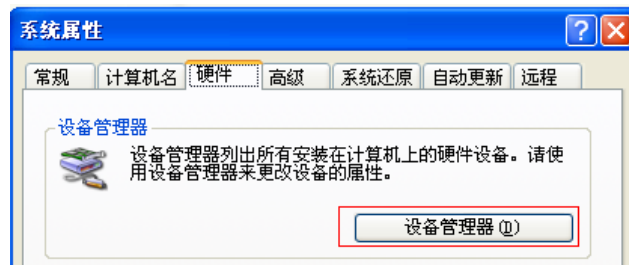 系统属性
常规 计算机名 硬件 高级 系统还原 自动更新 远程
设备管理器
设备管理器列出所有安装在计算机上的硬件设备。请使
用设备管理器来更改设备的属性。
设备管理器(D)